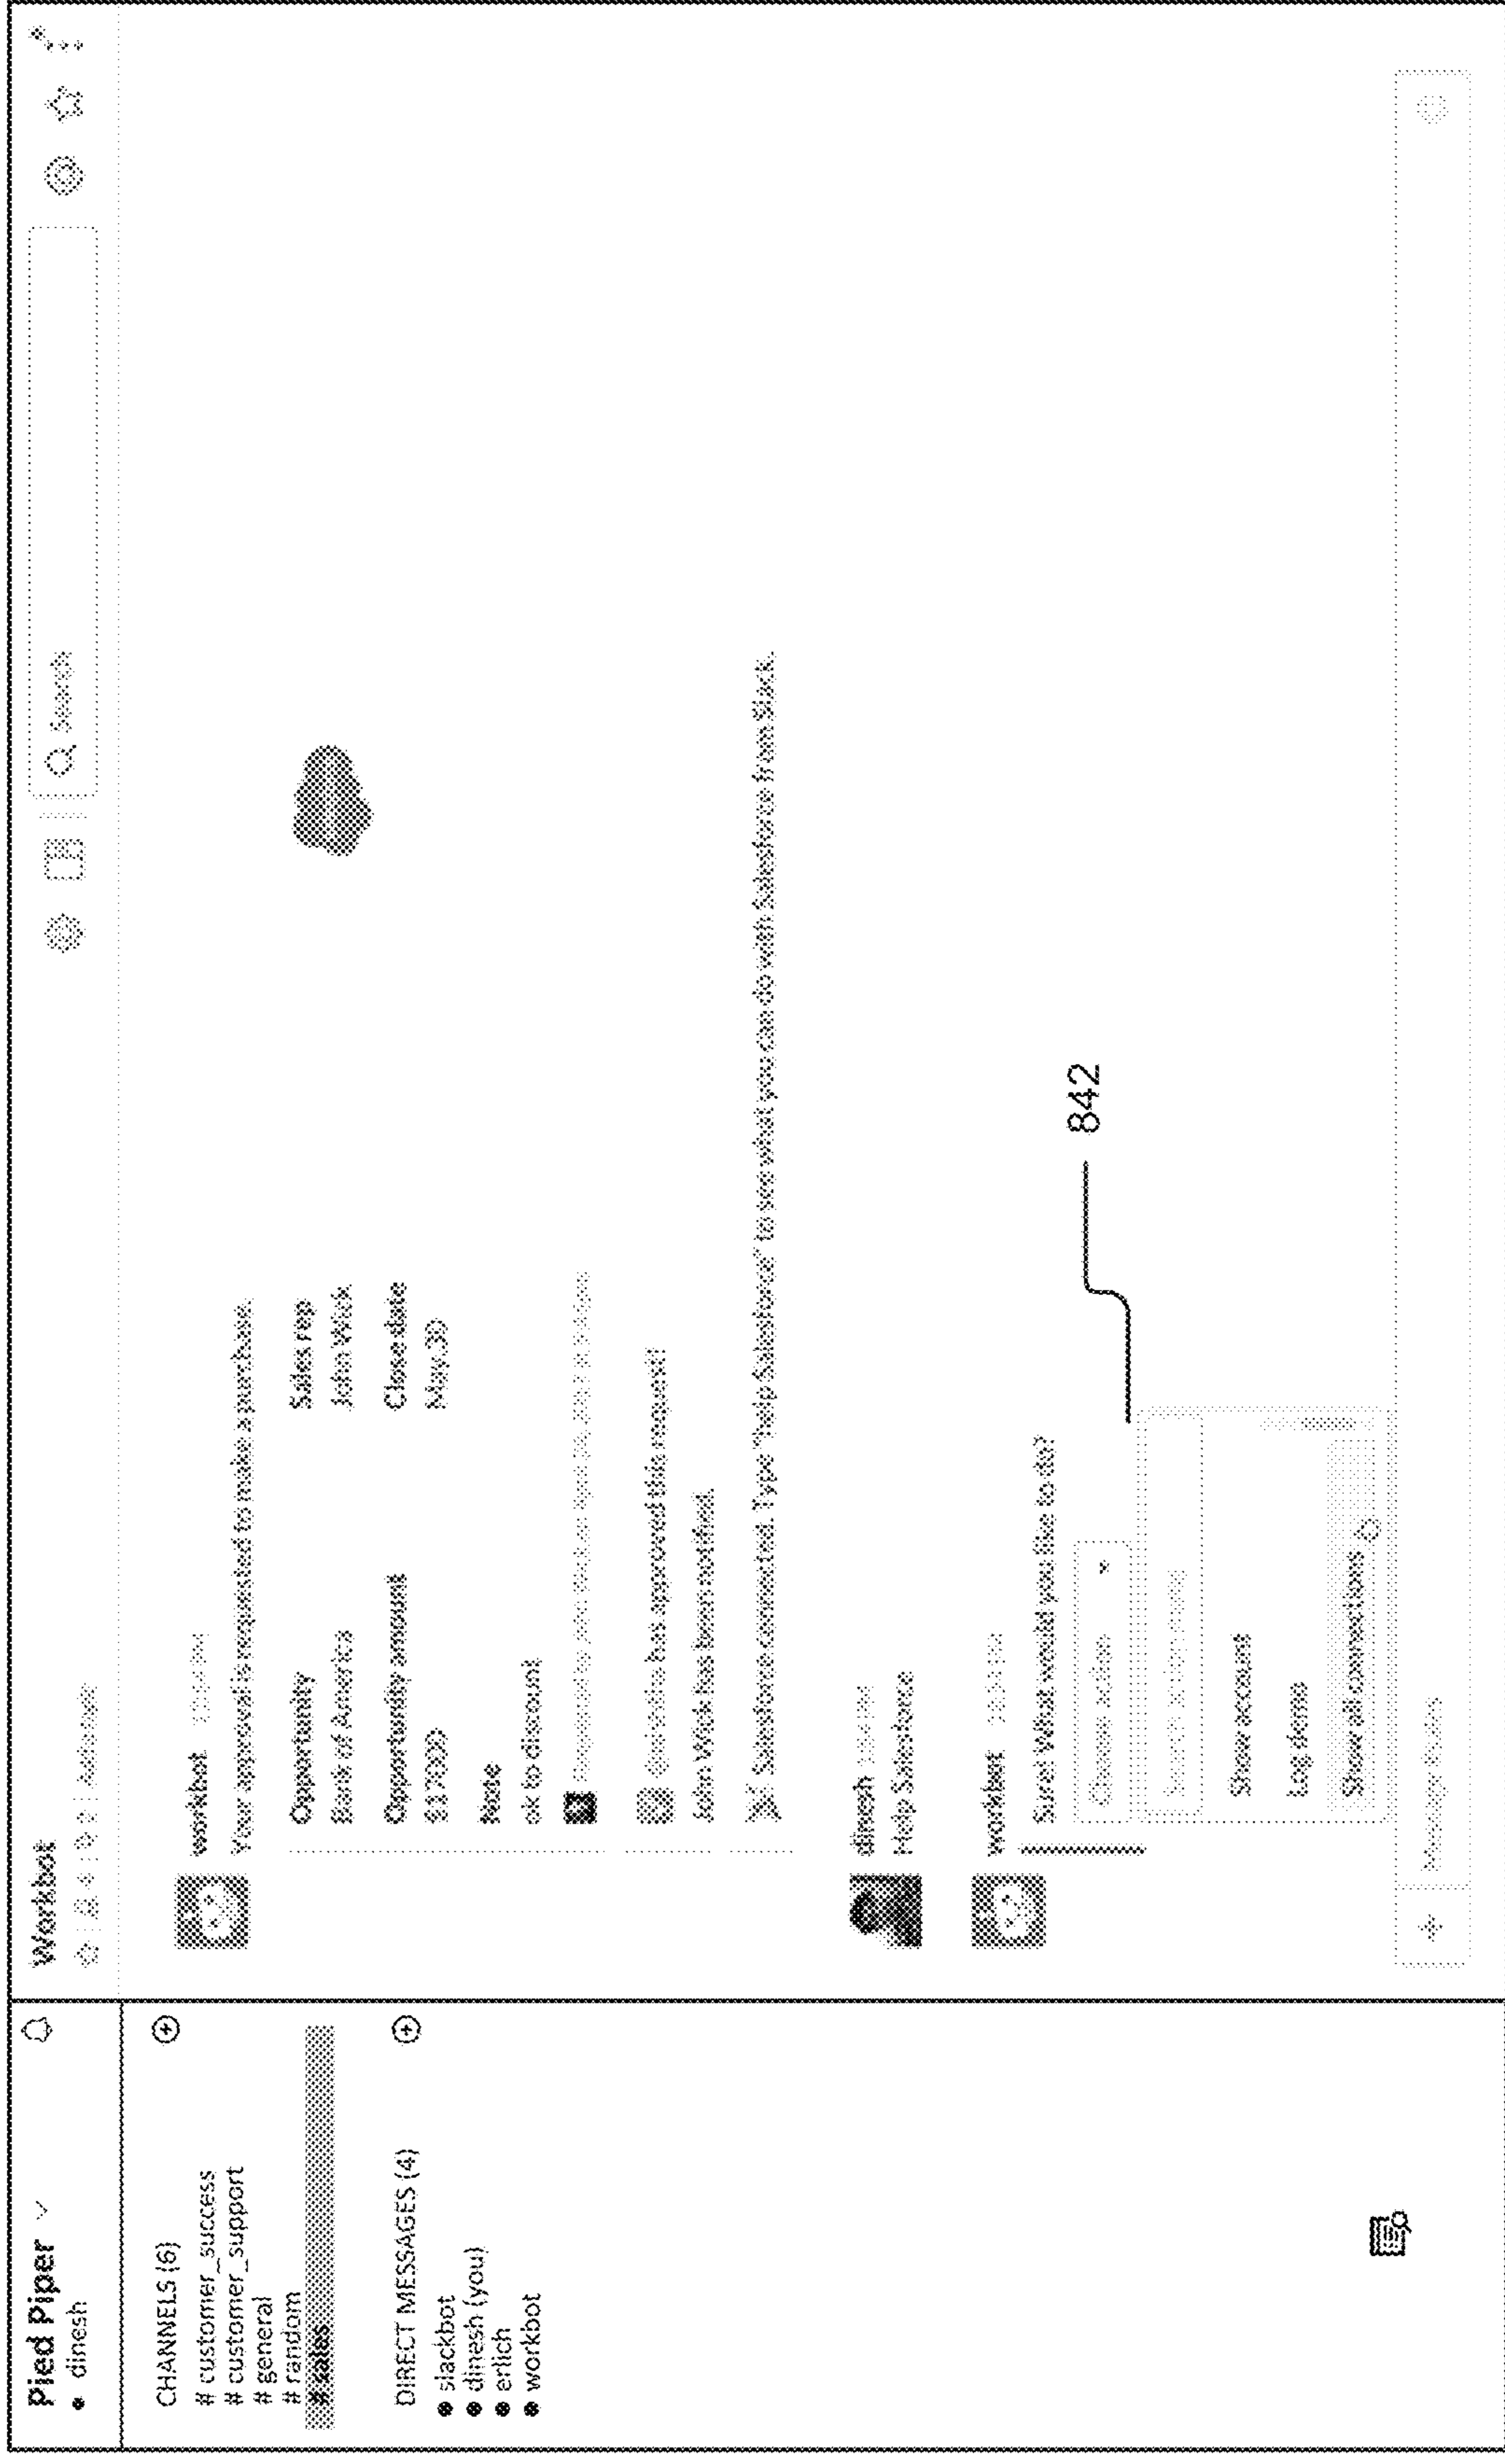 Pied Piper
dinesh
CHANNELS (6)
# customer_success
# customer_support
# general
# random
# sales
DIRECT MESSAGES (4)
slackbot
dinesh (you)
erlich
workbot
Workbot
Search
workbot
Your approval is requested to make a purchase.
Opportunity Sales rep
Bank of America John Wick
Opportunity amount Close date
$17000 May 30
Note
ok to discount
has approved this request!
John Wick has been notified.
Salesforce connected. Type "help Salesforce" to see what you can do with Salesforce from Slack.
dinesh
Help Salesforce
workbot
Sure! What would you like to do?
Choose action
842
Show account
Log demo
Show all connections